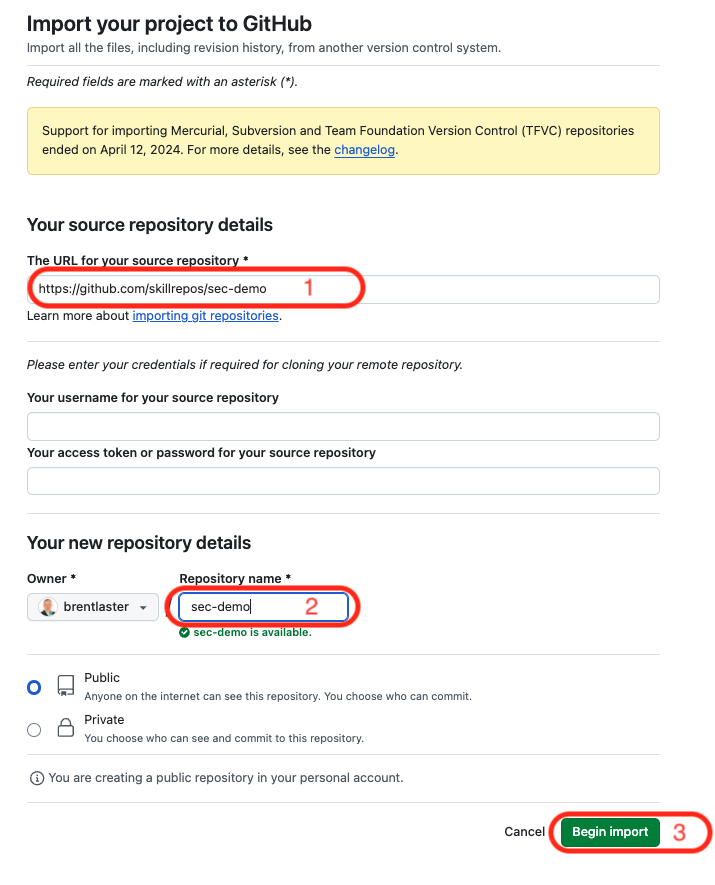 Import your project to GitHub
Import all the files, including revision history, from another version control system.
Required fields are marked with an asterisk (*).
Support for importing Mercurial, Subversion and Team Foundation Version Control (TFVC) repositories
ended on April 12, 2024. For more details, see the changelog.
Your source repository details
The URL for your source repository *
https://github.com/skillrepos/sec-demo 1
Learn more about importing git repositories.
Please enter your credentials if required for cloning your remote repository.
Your username for your source repository
Your access token or password for your source repository
Your new repository details
Owner * Repository name *
brentlaster / sec-demo 2
sec-demo is available.
Public
Anyone on the internet can see this repository. You choose who can commit.
Private
You choose who can see and commit to this repository.
You are creating a public repository in your personal account.
Cancel Begin import 3